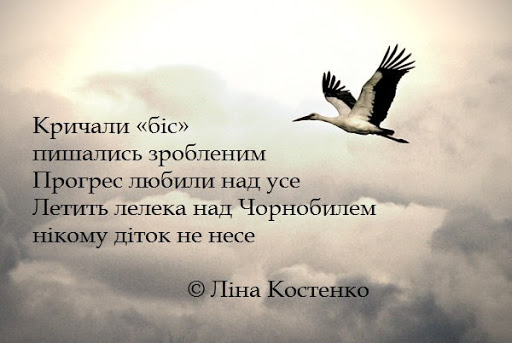 Кричали «біс»
пишались зробленим
Прогрес любили над усе
Летить лелека над Чорнобилем
нікому діток не несе
© Ліна Костенко